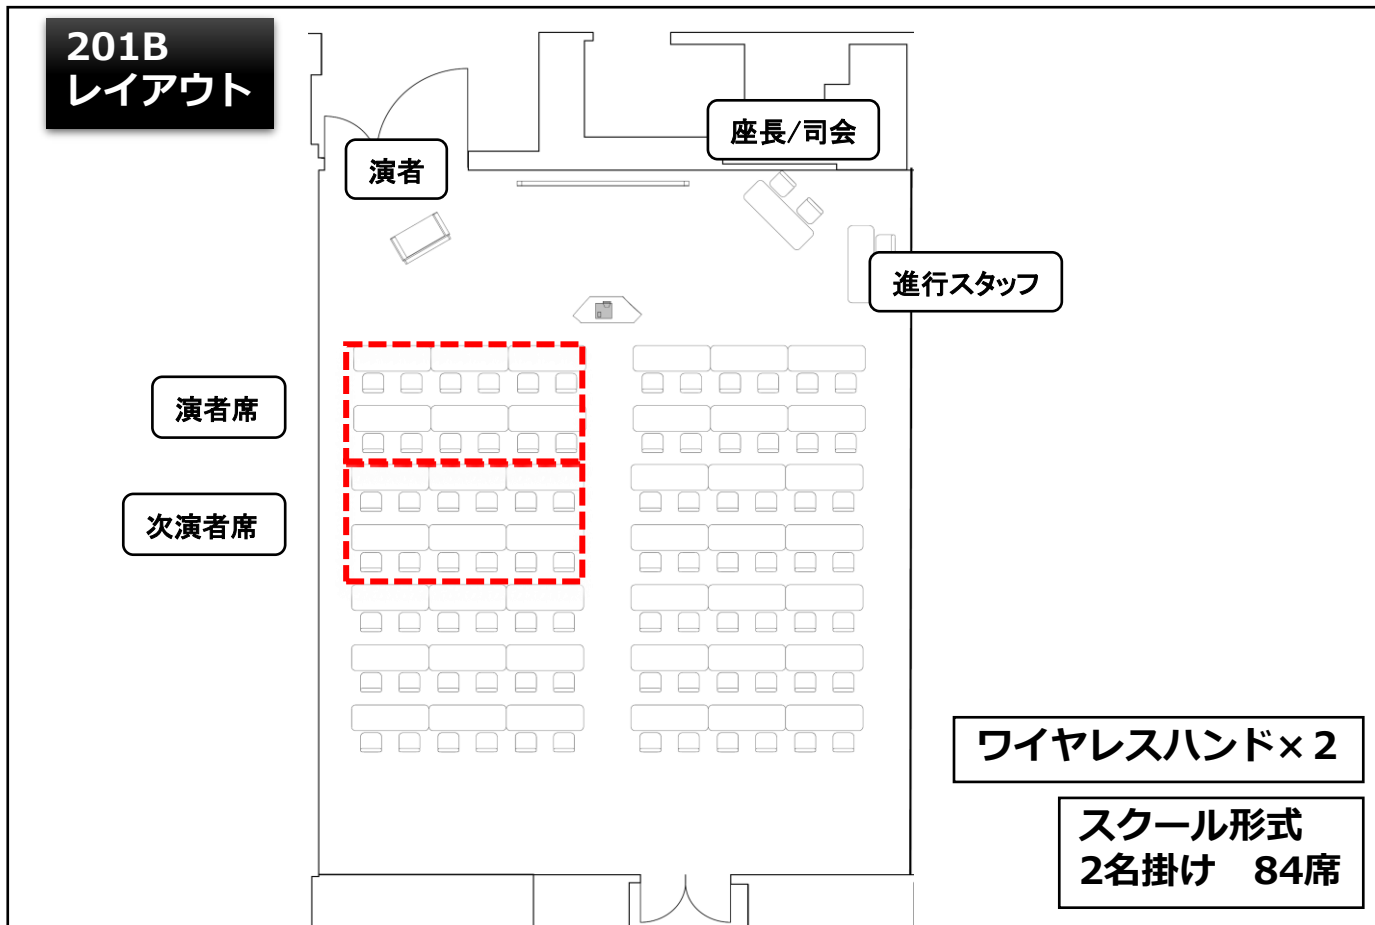 201B
レイアウト
座長/司会
演者
進行スタッフ
演者席
次演者席
ワイヤレスハンド×２
スクール形式
2名掛け　84席